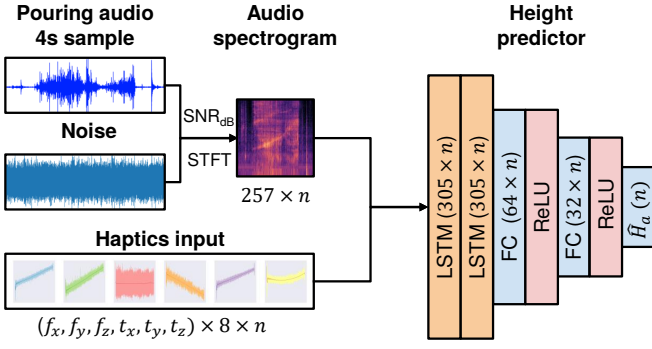 Pouring audio
4s sample
Noise
SNR_dB
STFT
Audio
spectrogram
257 × n
Haptics input
(f_x, f_y, f_z, t_x, t_y, t_z) × 8 × n
Height
predictor
LSTM (305 × n)
LSTM (305 × n)
FC (64 × n)
ReLU
FC (32 × n)
ReLU
Ĥ_a (n)